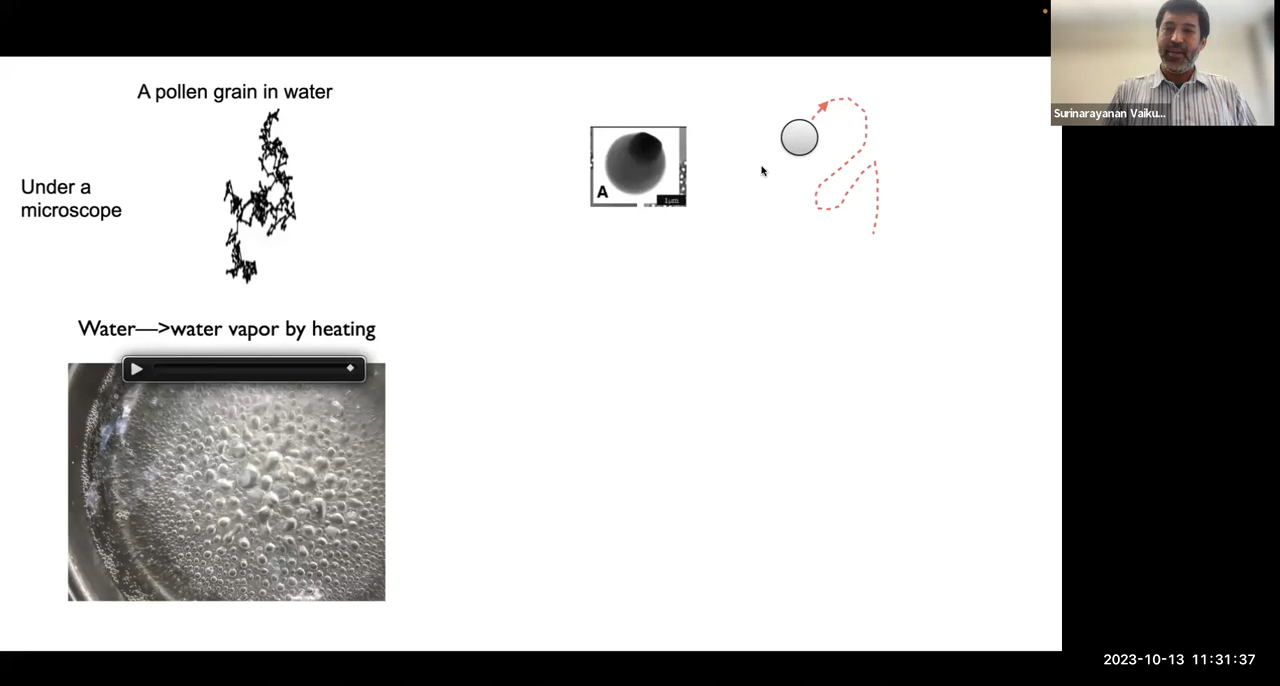 A pollen grain in water
Under a
microscope
A
1μm
Water—>water vapor by heating
Surinarayanan Vaiku...
2023-10-13 11:31:37